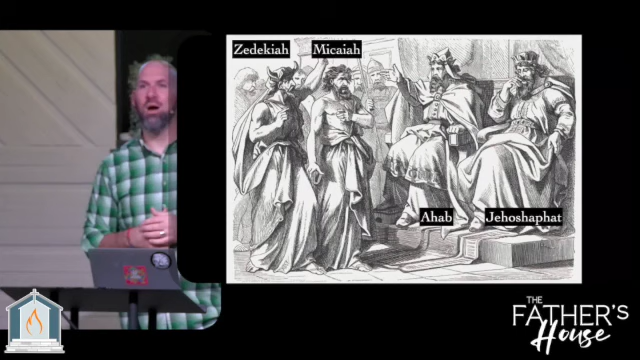 Zedekiah
Micaiah
Ahab
Jehoshaphat
THE
FATHER'S
House